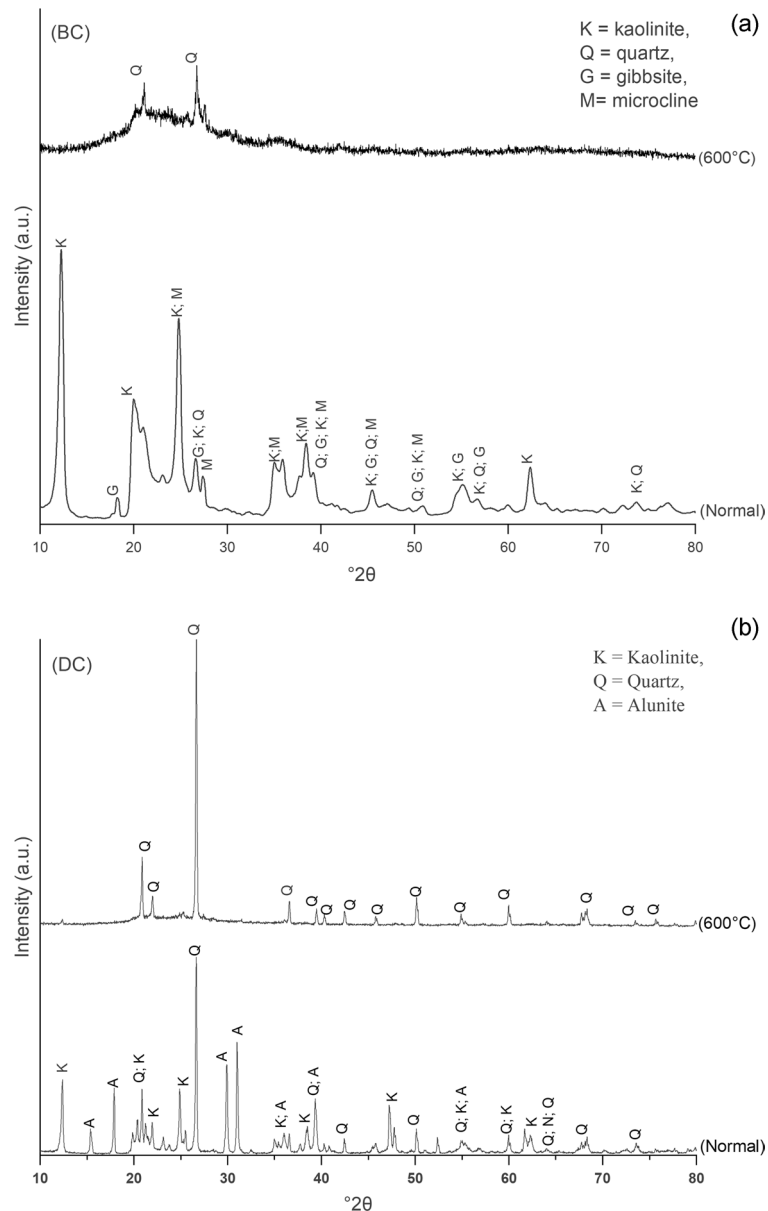 (a)
(BC)
K = kaolinite,
Q = quartz,
G = gibbsite,
M= microcline
Q
Q
(600°C)
Intensity (a.u.)
K
G
K
K; M
G; K; Q
M
K;M
K;M
Q; G; K; M
K; G; Q; M
Q; G; K; M
K; G
K; Q; G
K
K; Q
(Normal)
10 20 30 40 50 60 70 80
°2θ
(b)
(DC)
K = Kaolinite,
Q = Quartz,
A = Alunite
Q
Q
Q
Q
Q
Q
Q
Q
Q
Q
Q
Q
Q
Q
(600°C)
Intensity (a.u.)
K
A
A
Q; K
K
K
Q
A
A
K; A
K
Q; A
Q
K
Q
Q; K; A
Q; K
K
Q; N; Q
Q
Q
(Normal)
10 20 30 40 50 60 70 80
°2θ